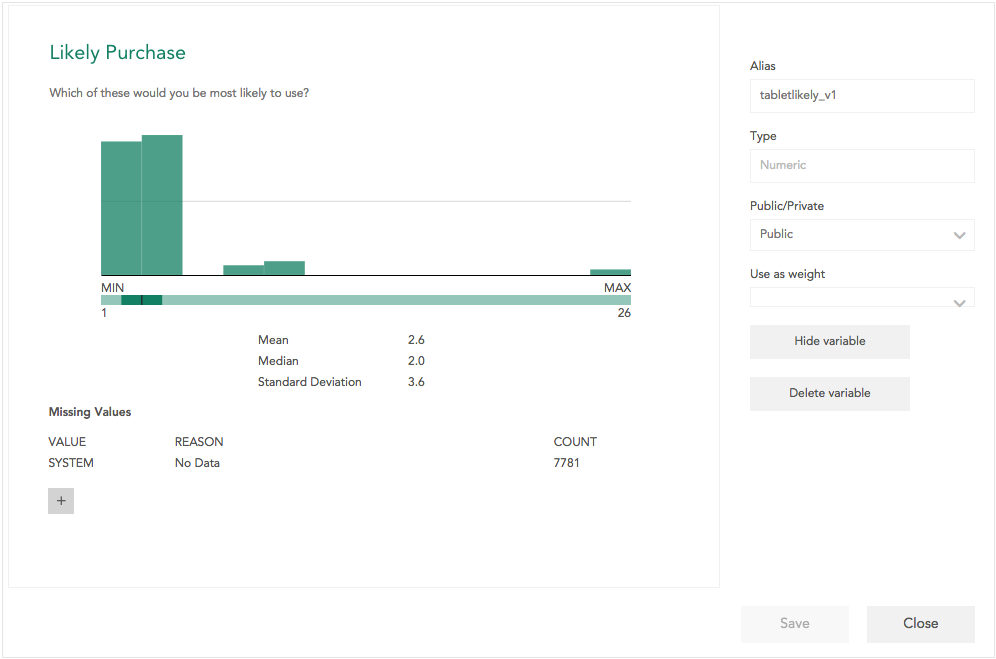 Likely Purchase
Which of these would you be most likely to use?
MIN MAX
1 26
Mean 2.6
Median 2.0
Standard Deviation 3.6
Missing Values
VALUE REASON COUNT
SYSTEM No Data 7781
+
Alias
tabletlikely_v1
Type
Numeric
Public/Private
Public
Use as weight
Hide variable
Delete variable
Save Close